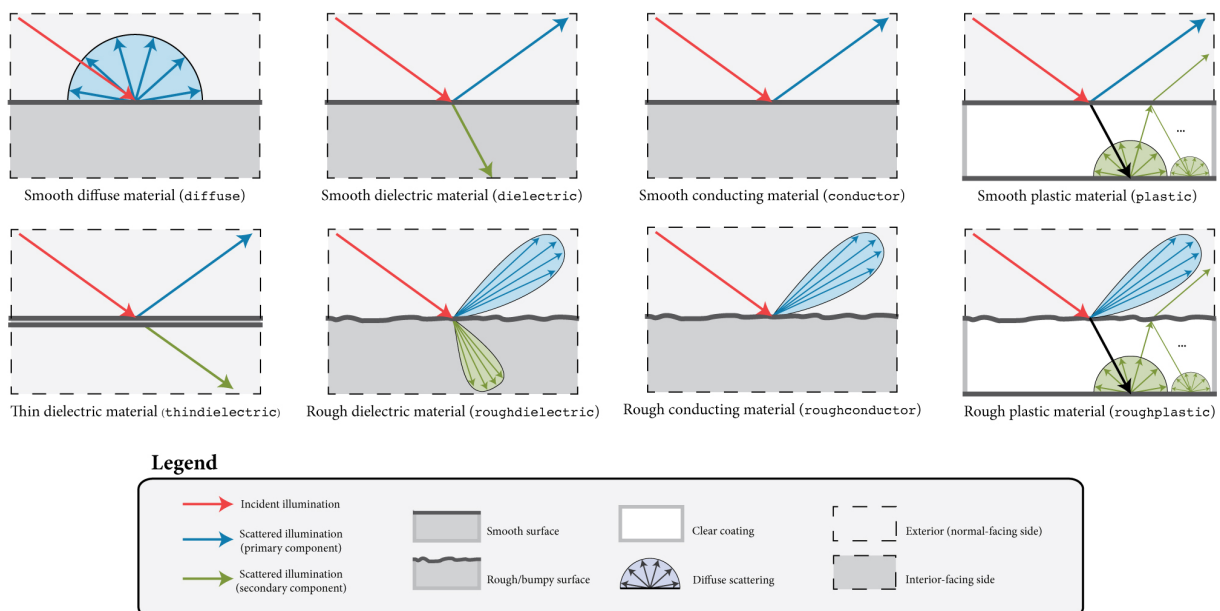 Smooth diffuse material (diffuse)
Smooth dielectric material (dielectric)
Smooth conducting material (conductor)
...
Smooth plastic material (plastic)
Thin dielectric material (thindielectric)
Rough dielectric material (roughdielectric)
Rough conducting material (roughconductor)
...
Rough plastic material (roughplastic)
Legend
Incident illumination
Scattered illumination
(primary component)
Scattered illumination
(secondary component)
Smooth surface
Rough/bumpy surface
Clear coating
Diffuse scattering
Exterior (normal-facing side)
Interior-facing side